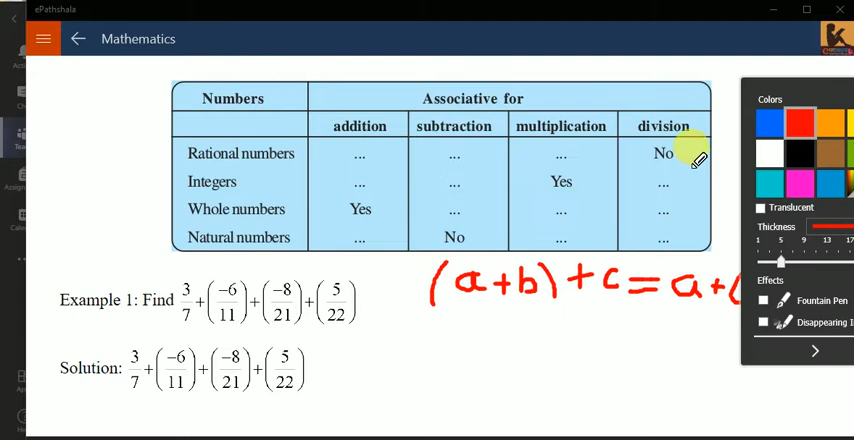 ePathshala
Mathematics
Numbers Associative for
addition subtraction multiplication division
Rational numbers ... ... ... No
Integers ... ... Yes ...
Whole numbers Yes ... ... ...
Natural numbers ... No ... ...
(a+b)+c=a+(
Example 1: Find 3/7+(-6/11)+(-8/21)+(5/22)
Solution: 3/7+(-6/11)+(-8/21)+(5/22)
Colors
Translucent
Thickness
1 5 9 13 17
Effects
Fountain Pen
Disappearing I